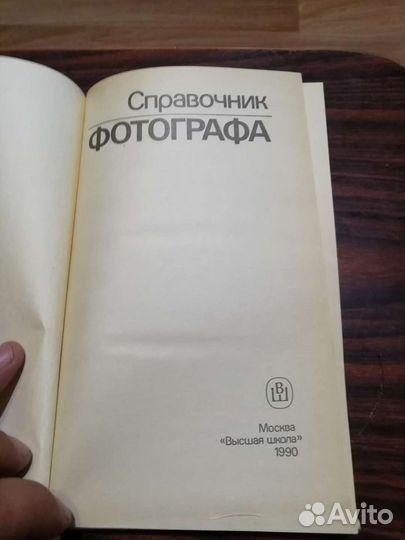 Справочник
ФОТОГРАФА
ВШ
Москва
«Высшая школа»
1990
Avito